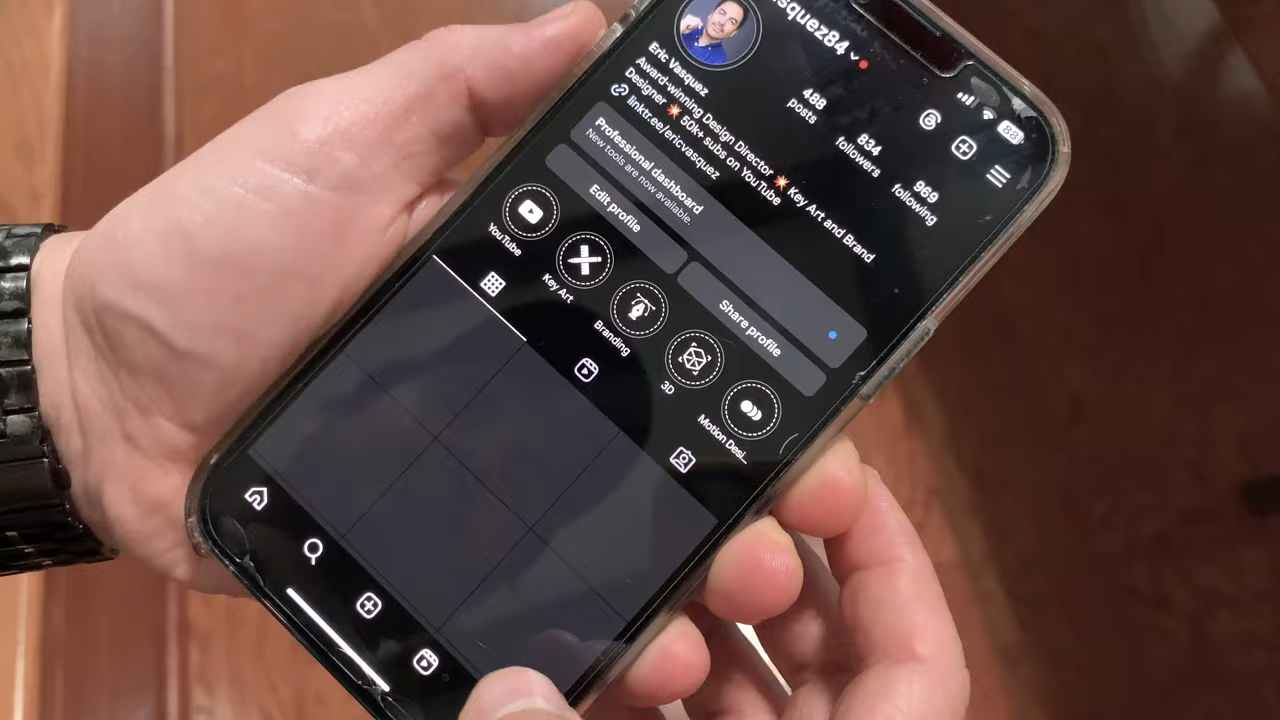 squez84
88
488
posts
834
followers
969
following
Eric Vasquez
Award-winning Design Director 💥 Key Art and Brand
Designer 💥 50k+ subs on YouTube
linktr.ee/ericvasquez
Professional dashboard
New tools are now available.
Edit profile
Share profile
YouTube
Key Art
Branding
3D
Motion Desi...